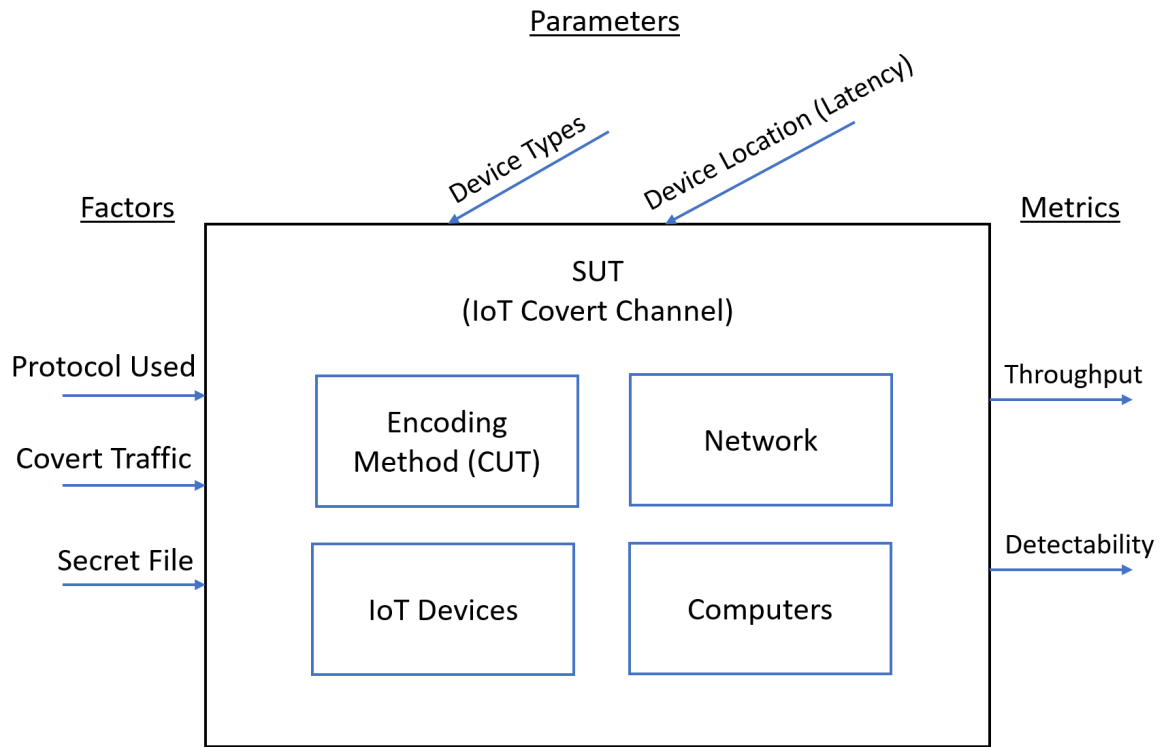 Parameters
Device Types
Device Location (Latency)
Factors
Metrics
SUT
(IoT Covert Channel)
Protocol Used
Covert Traffic
Secret File
Encoding
Method (CUT)
Network
IoT Devices
Computers
Throughput
Detectability